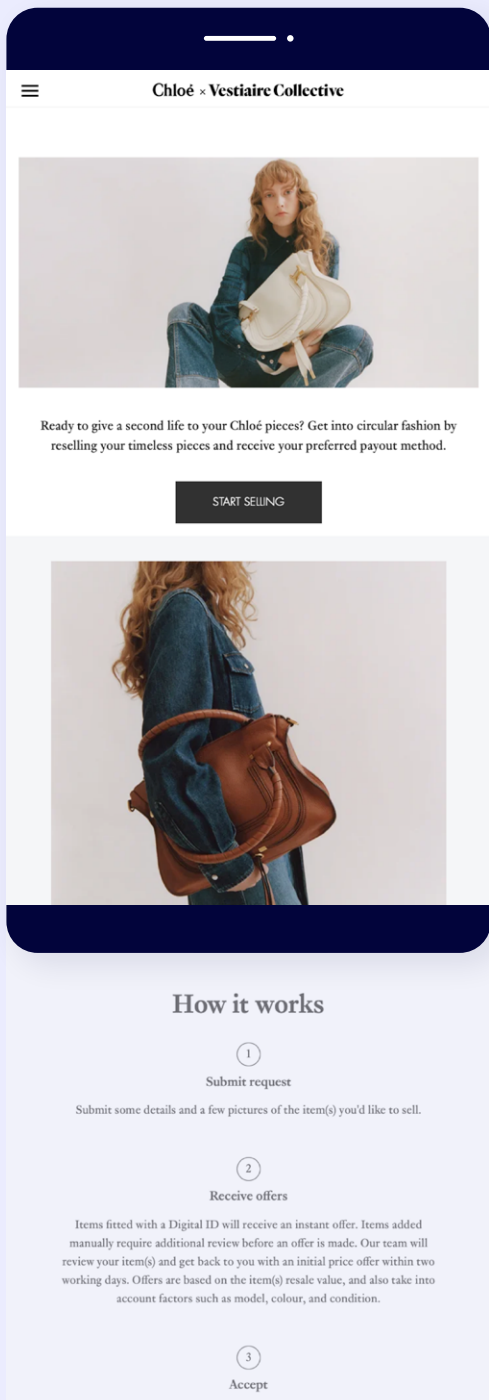 Chloé × Vestiaire Collective
Ready to give a second life to your Chloé pieces? Get into circular fashion by
reselling your timeless pieces and receive your preferred payout method.
START SELLING
How it works
1
Submit request
Submit some details and a few pictures of the item(s) you'd like to sell.
2
Receive offers
Items fitted with a Digital ID will receive an instant offer. Items added
manually require additional review before an offer is made. Our team will
review your item(s) and get back to you with an initial price offer within two
working days. Offers are based on the item(s) resale value, and also take into
account factors such as model, colour, and condition.
3
Accept